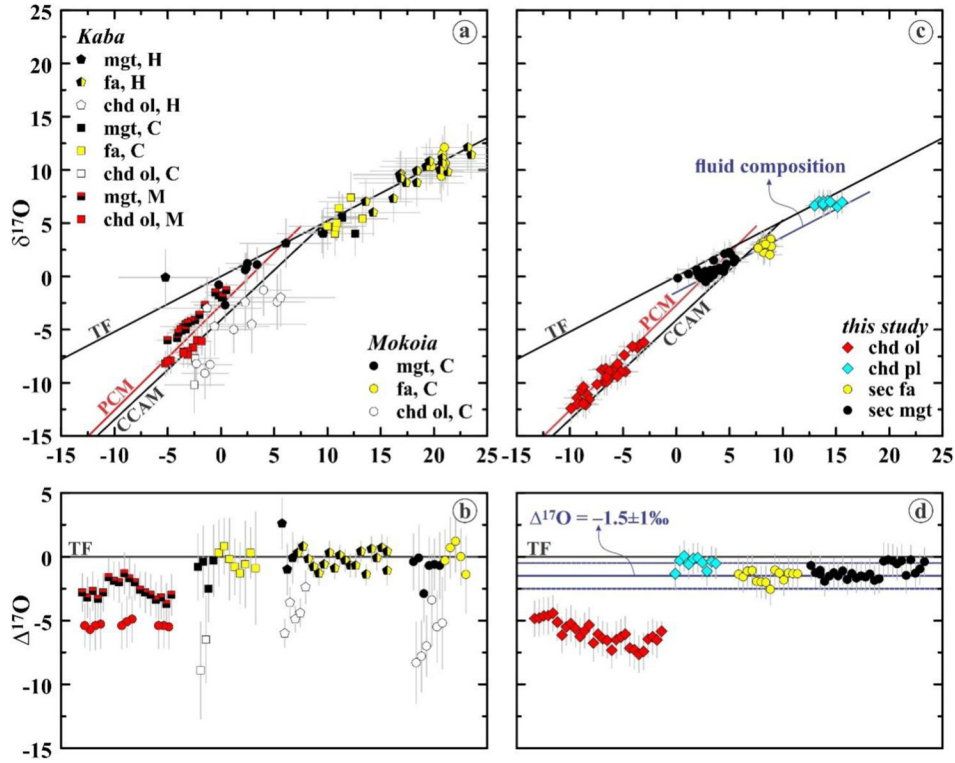 25
20
15
10
5
0
-5
-10
-15
δ¹⁷O
Kaba
mgt, H
fa, H
chd ol, H
mgt, C
fa, C
chd ol, C
mgt, M
chd ol, M
a
TF
PCM
CCAM
Mokoia
mgt, C
fa, C
chd ol, C
-15 -10 -5 0 5 10 15 20 25
c
fluid composition
TF
PCM
CCAM
this study
chd ol
chd pl
sec fa
sec mgt
-15 -10 -5 0 5 10 15 20 25
5
0
-5
-10
-15
Δ¹⁷O
b
TF
d
Δ¹⁷O = –1.5±1‰
TF